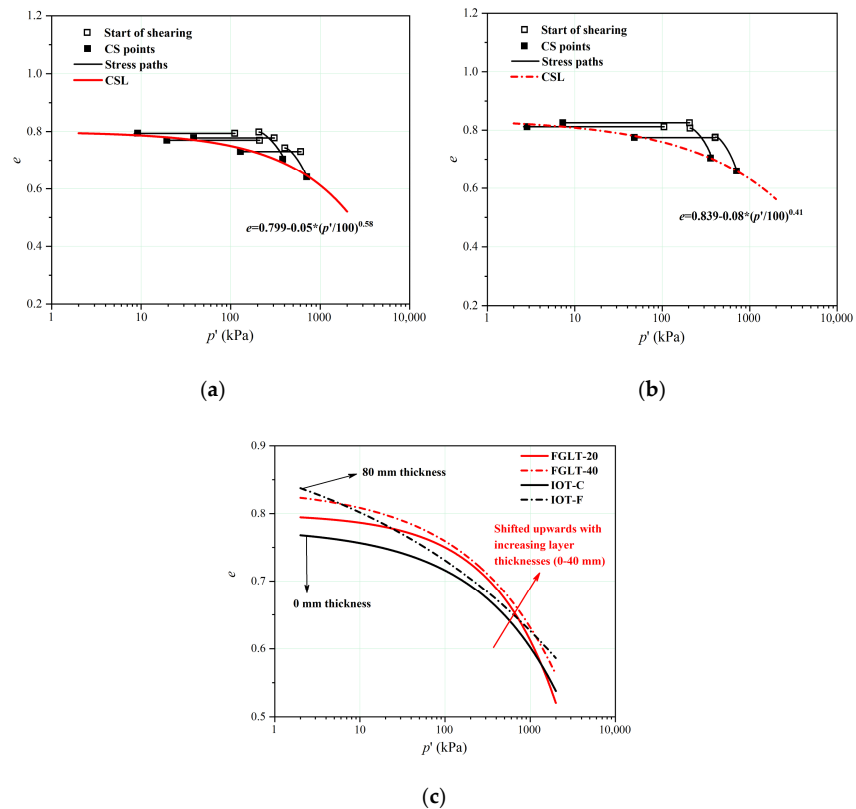 1.2
1.0
0.8
0.6
0.4
0.2
e
Start of shearing
CS points
Stress paths
CSL
e=0.799-0.05*(p'/100)^0.58
1
10
100
1000
10,000
p' (kPa)
(a)
1.2
1.0
0.8
0.6
0.4
0.2
e
Start of shearing
CS points
Stress paths
CSL
e=0.839-0.08*(p'/100)^0.41
1
10
100
1000
10,000
p' (kPa)
(b)
0.9
0.8
0.7
0.6
0.5
e
FGLT-20
FGLT-40
IOT-C
IOT-F
80 mm thickness
Shifted upwards with
increasing layer
thicknesses (0-40 mm)
0 mm thickness
1
10
100
1000
10,000
p' (kPa)
(c)